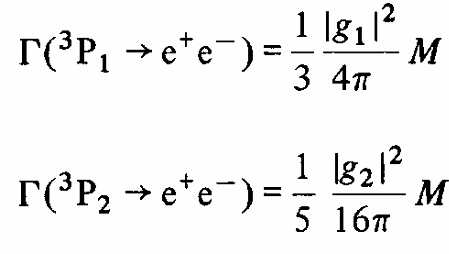 Γ(³P₁ → e⁺e⁻) = 1/3 |g₁|²/4π M
Γ(³P₂ → e⁺e⁻) = 1/5 |g₂|²/16π M